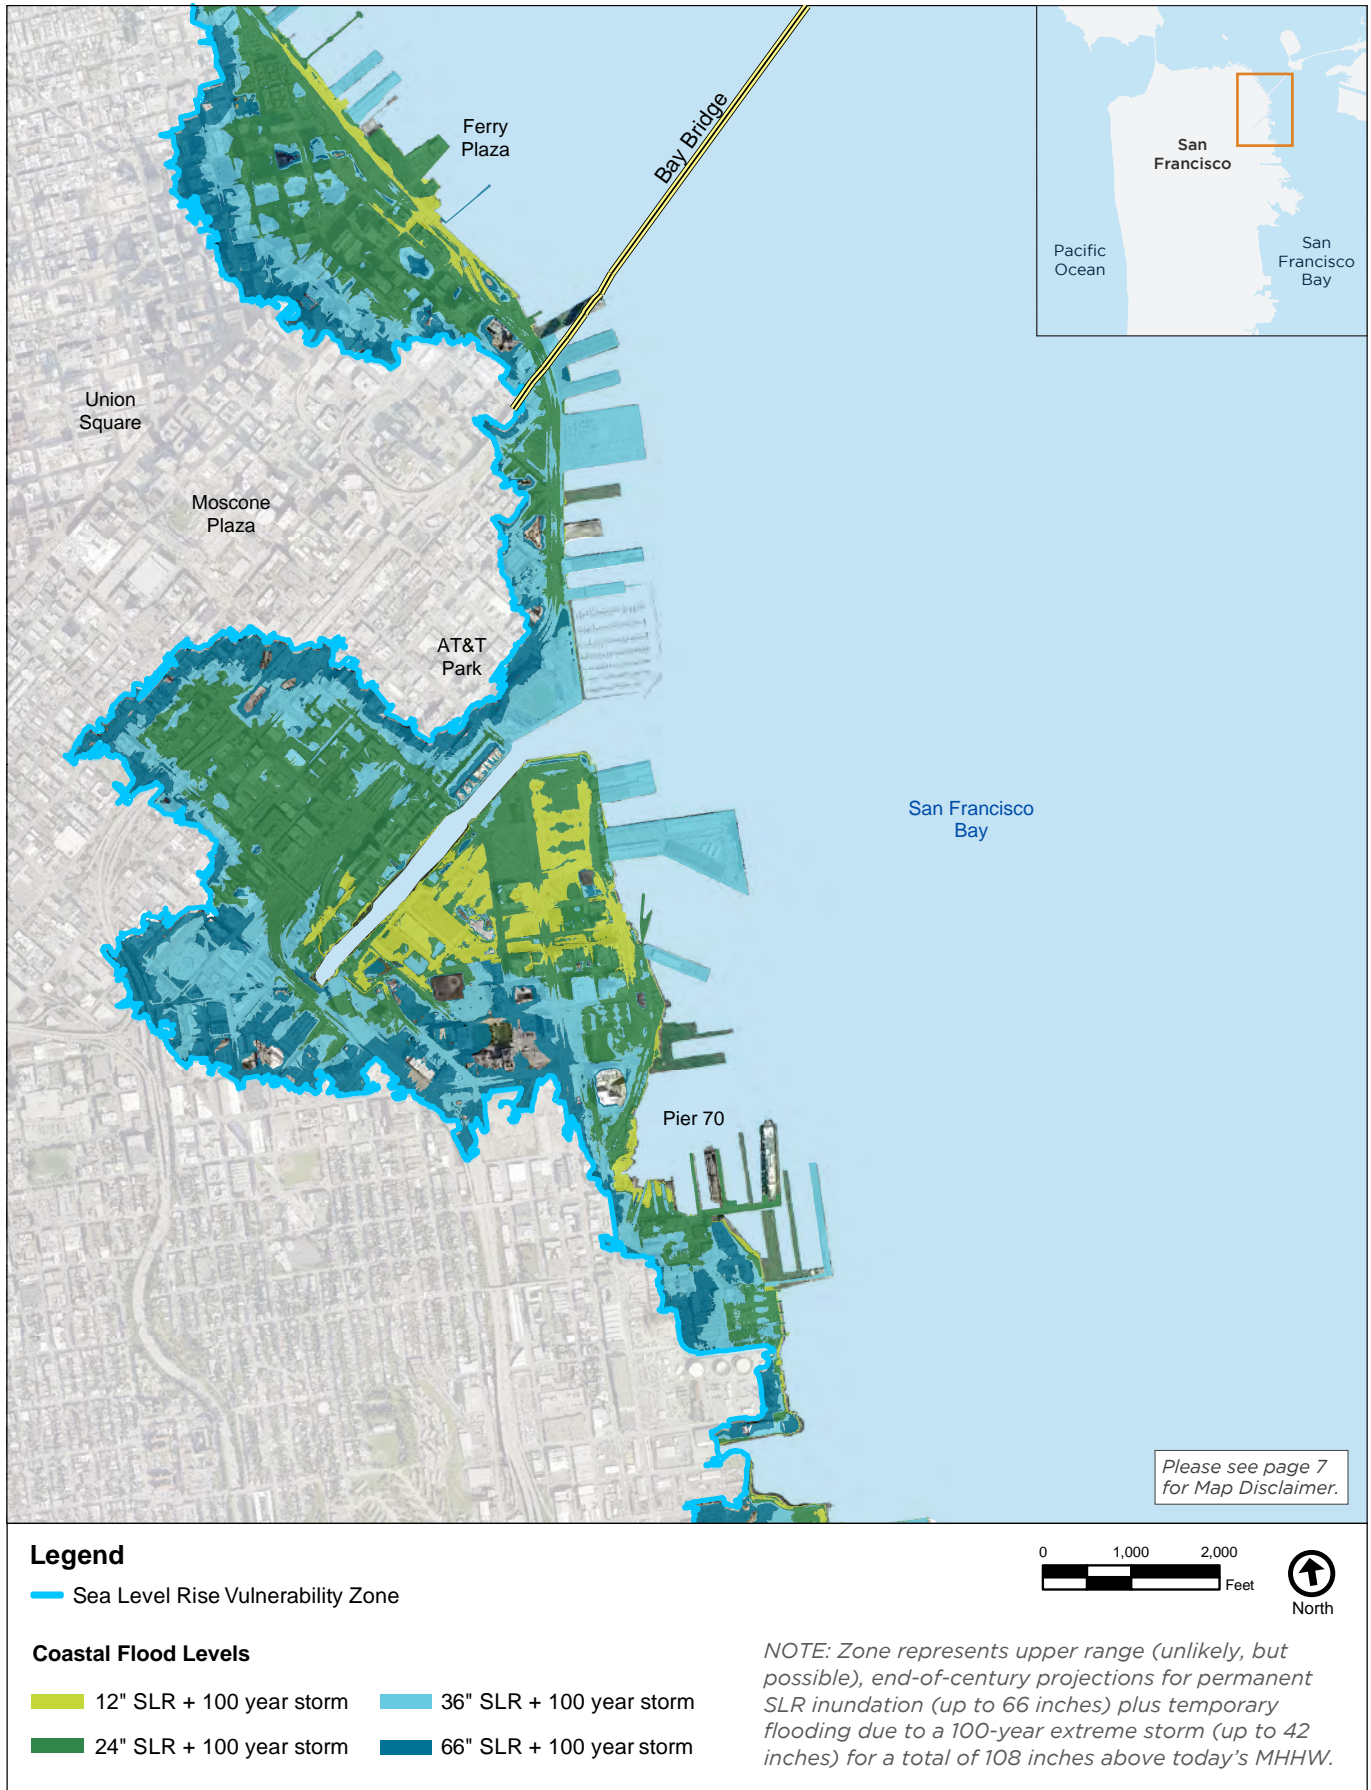 Ferry
Plaza
Bay Bridge
San
Francisco
Pacific
Ocean
San
Francisco
Bay
Union
Square
Moscone
Plaza
AT&T
Park
San Francisco
Bay
Pier 70
Please see page 7
for Map Disclaimer.
Legend
Sea Level Rise Vulnerability Zone
0 1,000 2,000
Feet
North
Coastal Flood Levels
12" SLR + 100 year storm
36" SLR + 100 year storm
24" SLR + 100 year storm
66" SLR + 100 year storm
NOTE: Zone represents upper range (unlikely, but
possible), end-of-century projections for permanent
SLR inundation (up to 66 inches) plus temporary
flooding due to a 100-year extreme storm (up to 42
inches) for a total of 108 inches above today's MHHW.